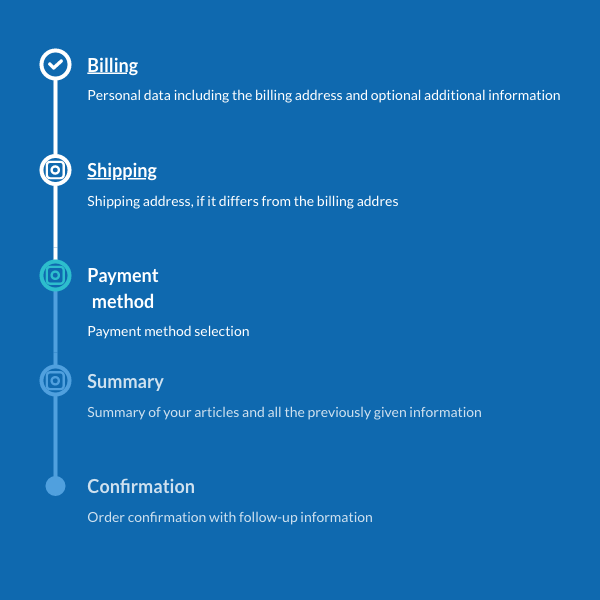 Billing
Personal data including the billing address and optional additional information
Shipping
Shipping address, if it differs from the billing addres
Payment
method
Payment method selection
Summary
Summary of your articles and all the previously given information
Confirmation
Order confirmation with follow-up information